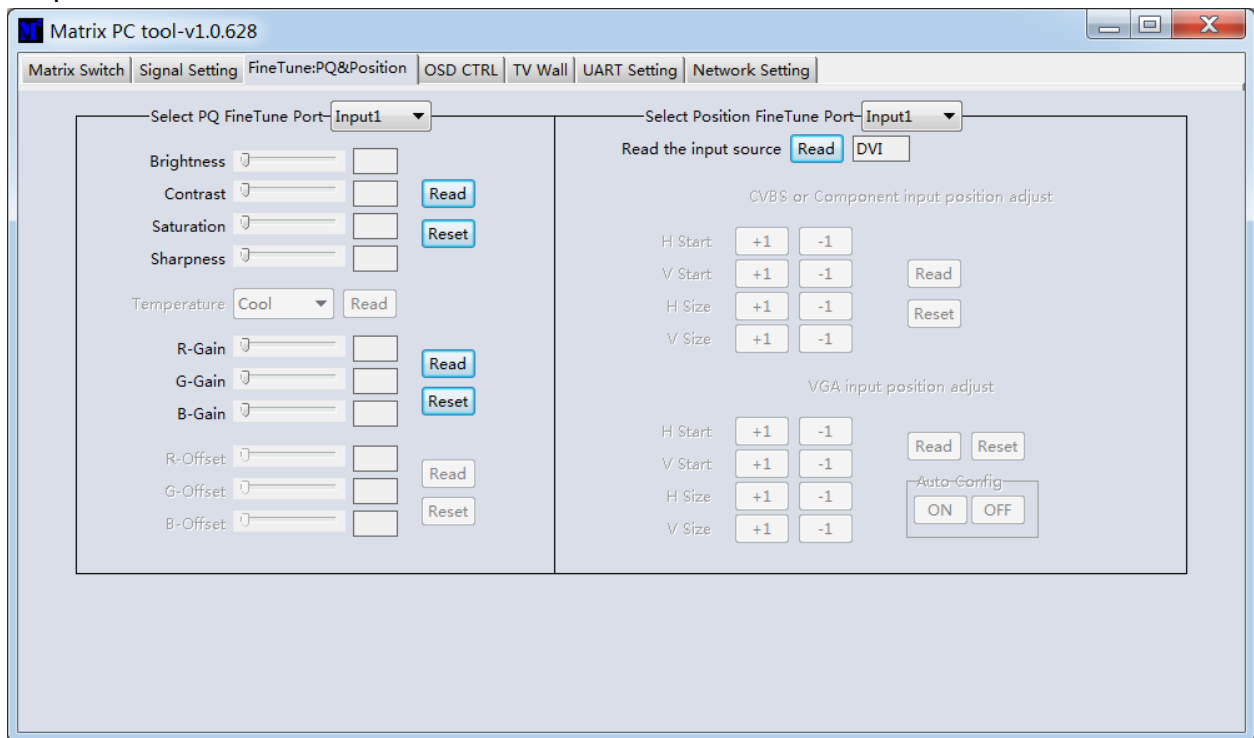 Matrix PC tool-v1.0.628
Matrix Switch Signal Setting FineTune:PQ&Position OSD CTRL TV Wall UART Setting Network Setting
Select PQ FineTune Port Input1
Brightness
Contrast
Saturation
Sharpness
Read
Reset
Temperature Cool Read
R-Gain
G-Gain
B-Gain
Read
Reset
R-Offset
G-Offset
B-Offset
Read
Reset
Select Position FineTune Port Input1
Read the input source Read DVI
CVBS or Component input position adjust
H Start +1 -1
V Start +1 -1
H Size +1 -1
V Size +1 -1
Read
Reset
VGA input position adjust
H Start +1 -1
V Start +1 -1
H Size +1 -1
V Size +1 -1
Read Reset
Auto Config
ON OFF